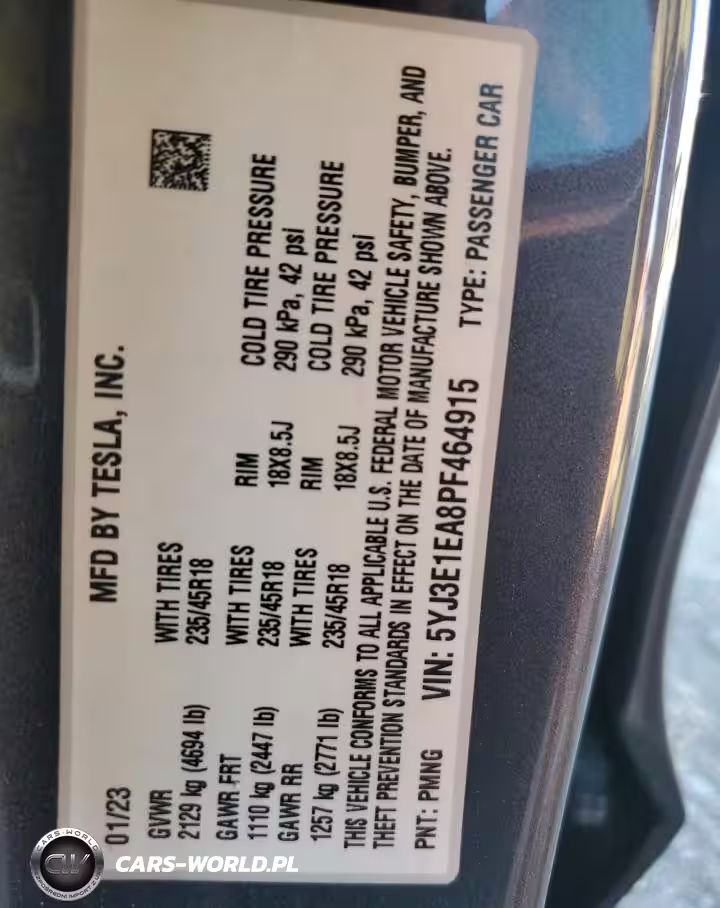 MFD BY TESLA, INC.
01/23
GVWR WITH TIRES
2129 kg (4694 lb) 235/45R18
GAWR FRT WITH TIRES RIM COLD TIRE PRESSURE
1110 kg (2447 lb) 235/45R18 18X8.5J 290 kPa, 42 psi
GAWR RR WITH TIRES RIM COLD TIRE PRESSURE
1257 kg (2771 lb) 235/45R18 18X8.5J 290 kPa, 42 psi
THIS VEHICLE CONFORMS TO ALL APPLICABLE U.S. FEDERAL MOTOR VEHICLE SAFETY, BUMPER, AND
THEFT PREVENTION STANDARDS IN EFFECT ON THE DATE OF MANUFACTURE SHOWN ABOVE.
PNT: PMNG VIN: 5YJ3E1EA8PF464915 TYPE: PASSENGER CAR
CARS-WORLD
CW
CARS-WORLD.PL